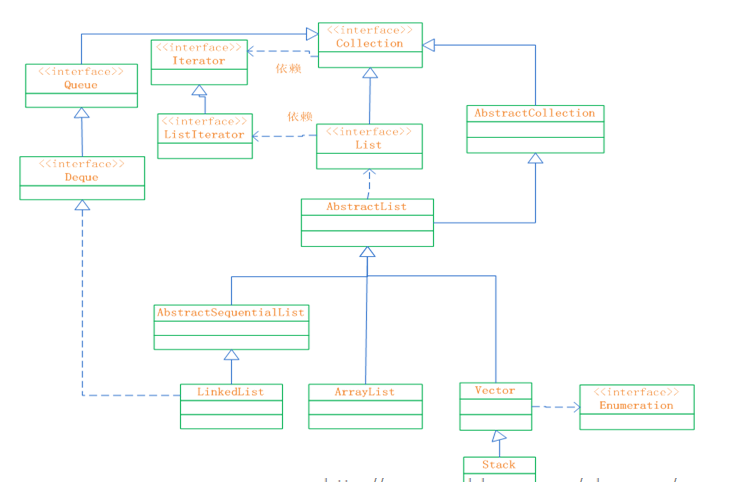 <<interface>>
Collection
<<interface>>
Iterator
依赖
<<interface>>
Queue
AbstractCollection
<<interface>>
ListIterator
依赖
<<interface>>
List
<<interface>>
Deque
AbstractList
AbstractSequentialList
LinkedList
ArrayList
Vector
<<interface>>
Enumeration
Stack